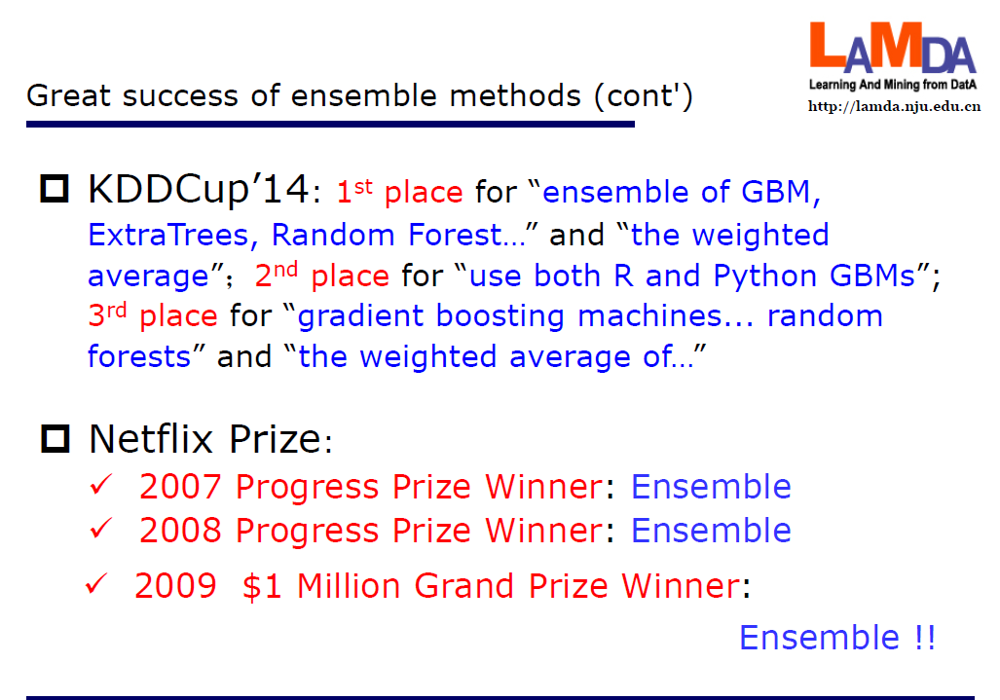 LAMDA
Learning And Mining from DatA
http://lamda.nju.edu.cn
Great success of ensemble methods (cont')
KDDCup’14: 1st place for “ensemble of GBM,
ExtraTrees, Random Forest…” and “the weighted
average”; 2nd place for “use both R and Python GBMs”;
3rd place for “gradient boosting machines... random
forests” and “the weighted average of…”
Netflix Prize:
✓ 2007 Progress Prize Winner: Ensemble
✓ 2008 Progress Prize Winner: Ensemble
✓ 2009 $1 Million Grand Prize Winner:
Ensemble !!